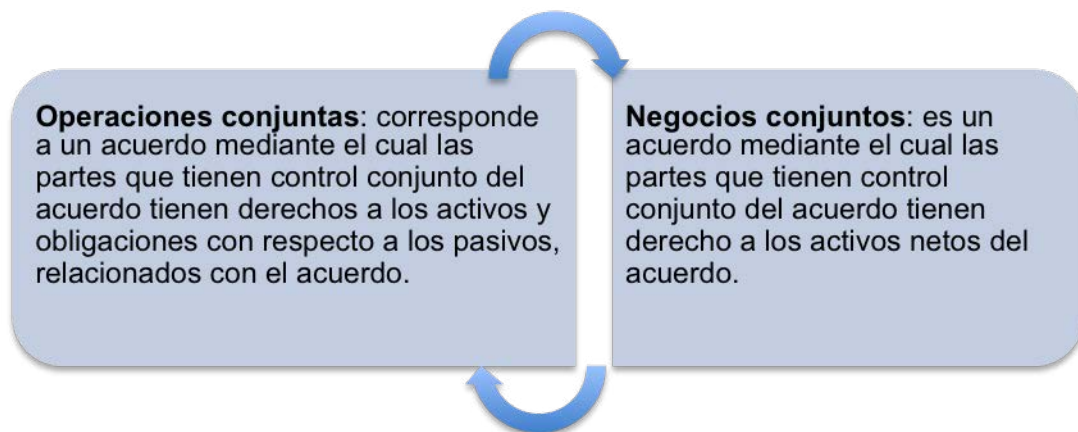 Operaciones conjuntas: corresponde
a un acuerdo mediante el cual las
partes que tienen control conjunto del
acuerdo tienen derechos a los activos y
obligaciones con respecto a los pasivos,
relacionados con el acuerdo.
Negocios conjuntos: es un
acuerdo mediante el cual las
partes que tienen control
conjunto del acuerdo tienen
derecho a los activos netos del
acuerdo.